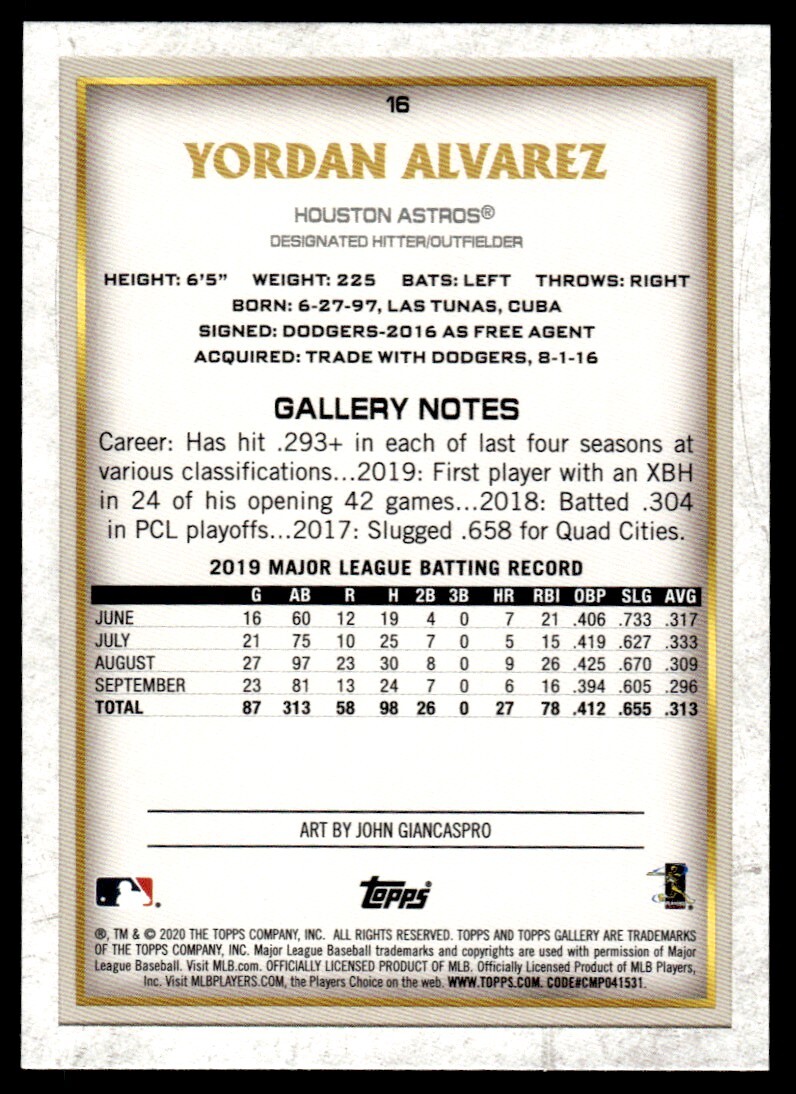 16
YORDAN ALVAREZ
HOUSTON ASTROS®
DESIGNATED HITTER/OUTFIELDER
HEIGHT: 6'5" WEIGHT: 225 BATS: LEFT THROWS: RIGHT
BORN: 6-27-97, LAS TUNAS, CUBA
SIGNED: DODGERS-2016 AS FREE AGENT
ACQUIRED: TRADE WITH DODGERS, 8-1-16
GALLERY NOTES
Career: Has hit .293+ in each of last four seasons at
various classifications...2019: First player with an XBH
in 24 of his opening 42 games...2018: Batted .304
in PCL playoffs...2017: Slugged .658 for Quad Cities.
2019 MAJOR LEAGUE BATTING RECORD
G AB R H 2B 3B HR RBI OBP SLG AVG
JUNE 16 60 12 19 4 0 7 21 .406 .733 .317
JULY 21 75 10 25 7 0 5 15 .419 .627 .333
AUGUST 27 97 23 30 8 0 9 26 .425 .670 .309
SEPTEMBER 23 81 13 24 7 0 6 16 .394 .605 .296
TOTAL 87 313 58 98 26 0 27 78 .412 .655 .313
ART BY JOHN GIANCASPRO
topps®
PLAYERS
®, TM & © 2020 THE TOPPS COMPANY, INC. ALL RIGHTS RESERVED. TOPPS AND TOPPS GALLERY ARE TRADEMARKS
OF THE TOPPS COMPANY, INC. Major League Baseball trademarks and copyrights are used with permission of Major
League Baseball. Visit MLB.com. OFFICIALLY LICENSED PRODUCT OF MLB. Officially Licensed Product of MLB Players,
Inc. Visit MLBPLAYERS.COM, the Players Choice on the web. WWW.TOPPS.COM. CODE#CMP041531.